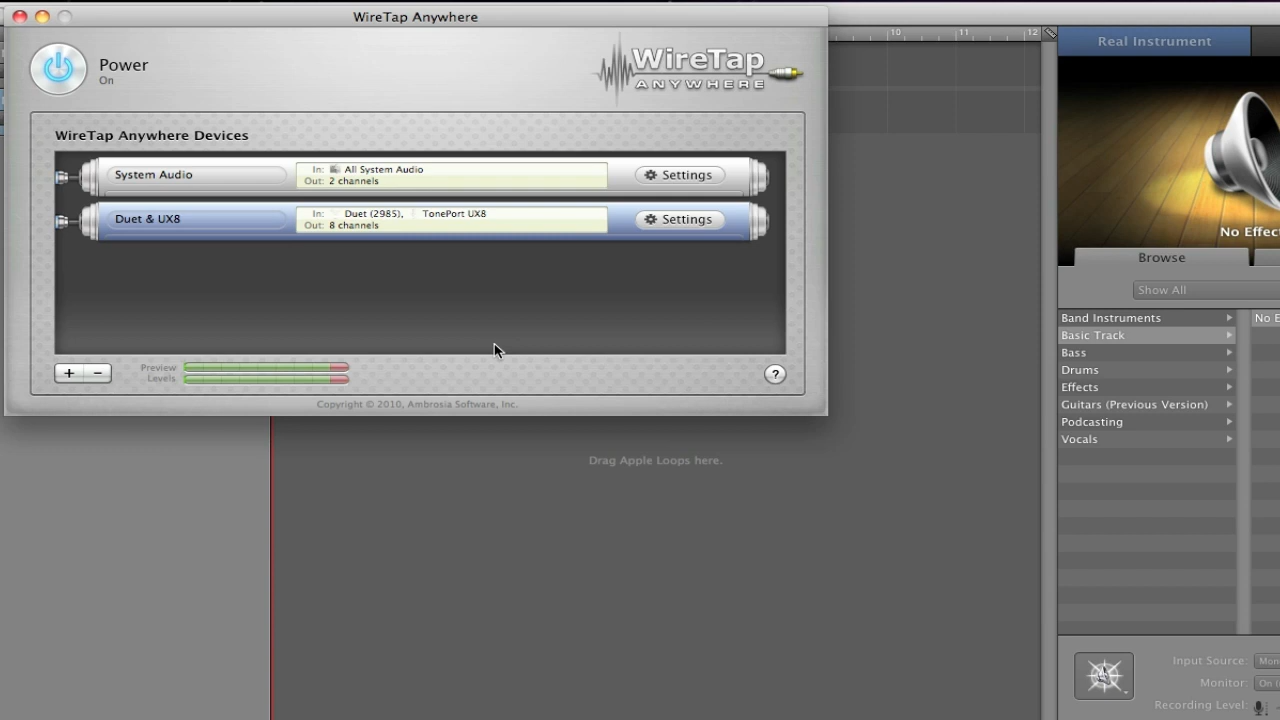 WireTap Anywhere
Power
On
WireTap
ANYWHERE
WireTap Anywhere Devices
System Audio
In: All System Audio
Out: 2 channels
Settings
Duet & UX8
In: Duet (2985), TonePort UX8
Out: 8 channels
Settings
+ −
Preview
Levels
?
Copyright © 2010, Ambrosia Software, Inc.
10 11 12
Drag Apple Loops here.
Real Instrument
No Effec
Browse
Show All
Band Instruments
No E
Basic Track
Bass
Drums
Effects
Guitars (Previous Version)
Podcasting
Vocals
Input Source: Mon
Monitor: On (
Recording Level: